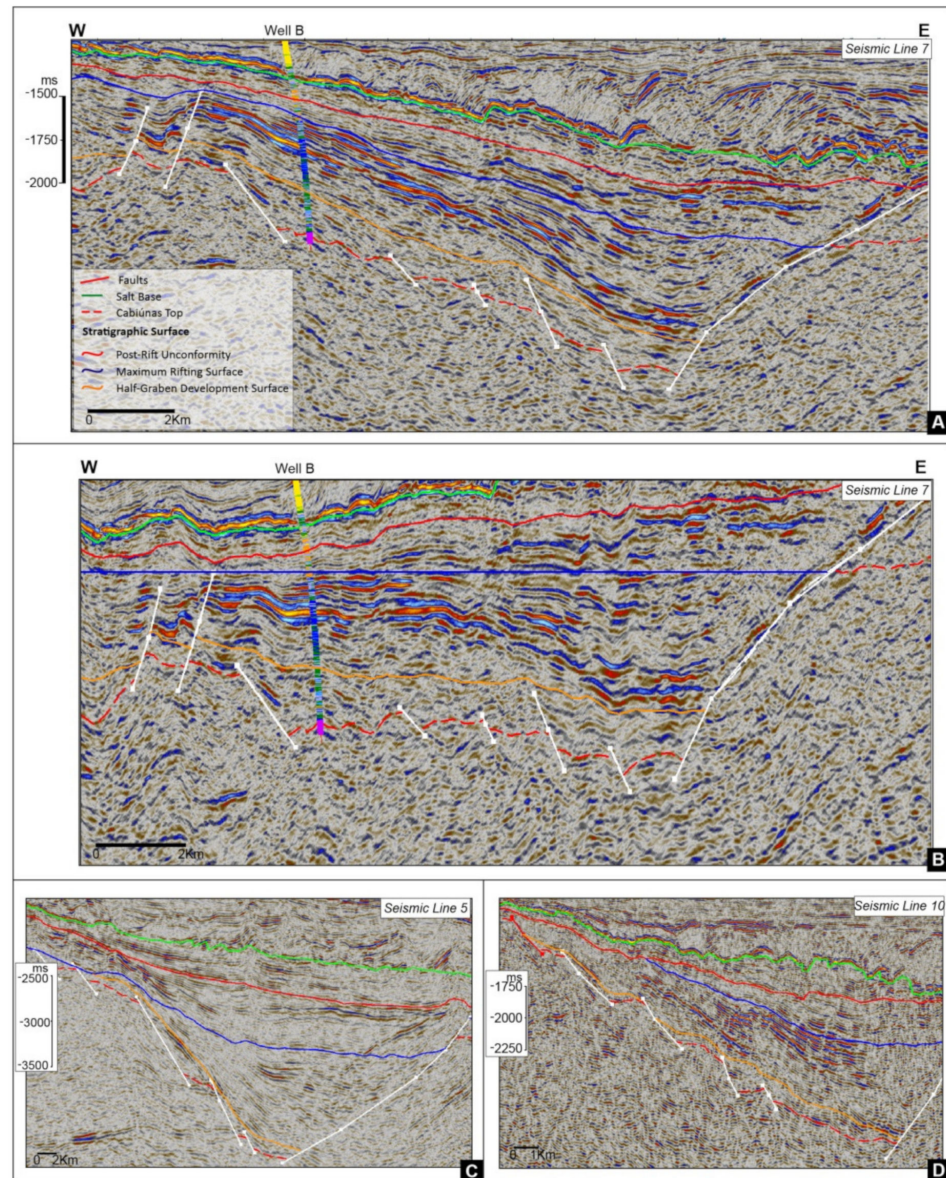 W
Well B
E
Seismic Line 7
ms
-1500
-1750
-2000
Faults
Salt Base
Cabiúnas Top
Stratigraphic Surface
Post-Rift Unconformity
Maximum Rifting Surface
Half-Graben Development Surface
0 2Km
A
W
Well B
E
Seismic Line 7
0 2Km
B
Seismic Line 5
ms
-2500
-3000
-3500
0 2Km
C
Seismic Line 10
ms
-1750
-2000
-2250
0 1Km
D